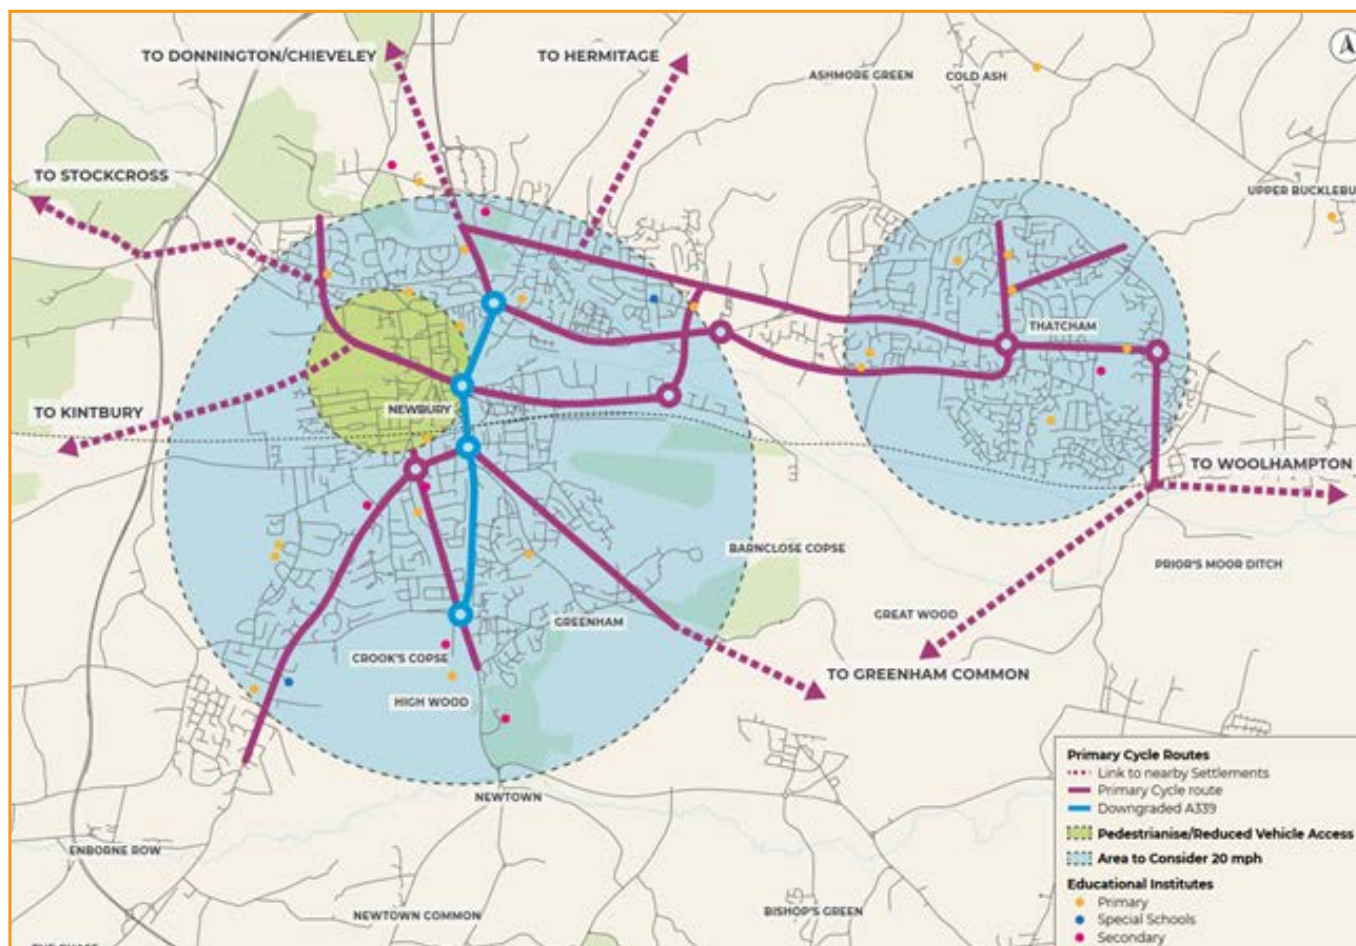 TO DONNINGTON/CHIEVELEY
TO HERMITAGE
ASHMORE GREEN
COLD ASH
A
TO STOCKCROSS
UPPER BUCKLEBU
THATCHAM
TO KINTBURY
NEWBURY
TO WOOLHAMPTON
BARNCLOSE COPSE
PRIOR'S MOOR DITCH
GREAT WOOD
GREENHAM
CROOK'S COPSE
TO GREENHAM COMMON
HIGH WOOD
NEWTOWN
ENBORNE ROW
NEWTOWN COMMON
BISHOP'S GREEN
Primary Cycle Routes
Link to nearby Settlements
Primary Cycle route
Downgraded A339
Pedestrianise/Reduced Vehicle Access
Area to Consider 20 mph
Educational Institutes
Primary
Special Schools
Secondary